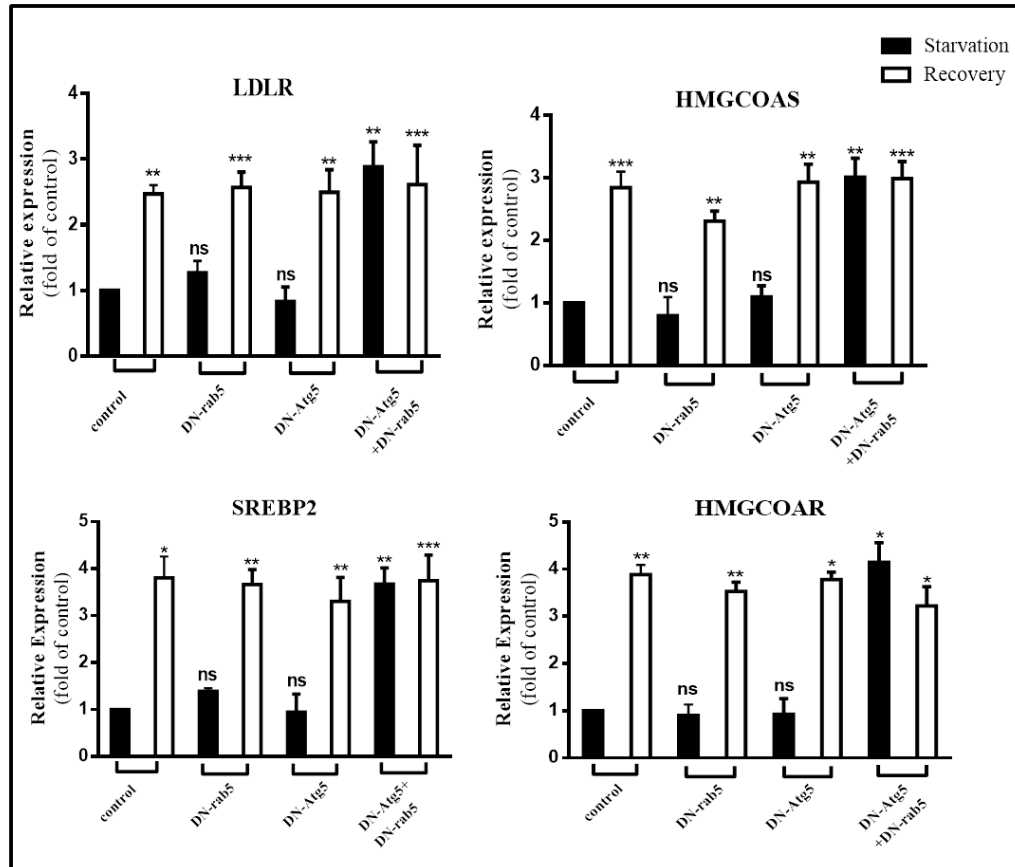 Starvation
Recovery
LDLR
Relative expression
(fold of control)
4
3
2
1
0
**
ns
***
ns
**
**
***
control
DN-rab5
DN-Atg5
DN-Atg5
+DN-rab5
HMGCOAS
Relative expression
(fold of control)
4
3
2
1
0
***
ns
**
ns
**
**
***
control
DN-rab5
DN-Atg5
DN-Atg5
+DN-rab5
SREBP2
Relative Expression
(fold of control)
5
4
3
2
1
0
*
ns
**
ns
**
**
***
control
DN-rab5
DN-Atg5
DN-Atg5+
DN-rab5
HMGCOAR
Relative Expression
(fold of control)
5
4
3
2
1
0
**
ns
**
ns
*
*
*
control
DN-rab5
DN-Atg5
DN-Atg5
+DN-rab5